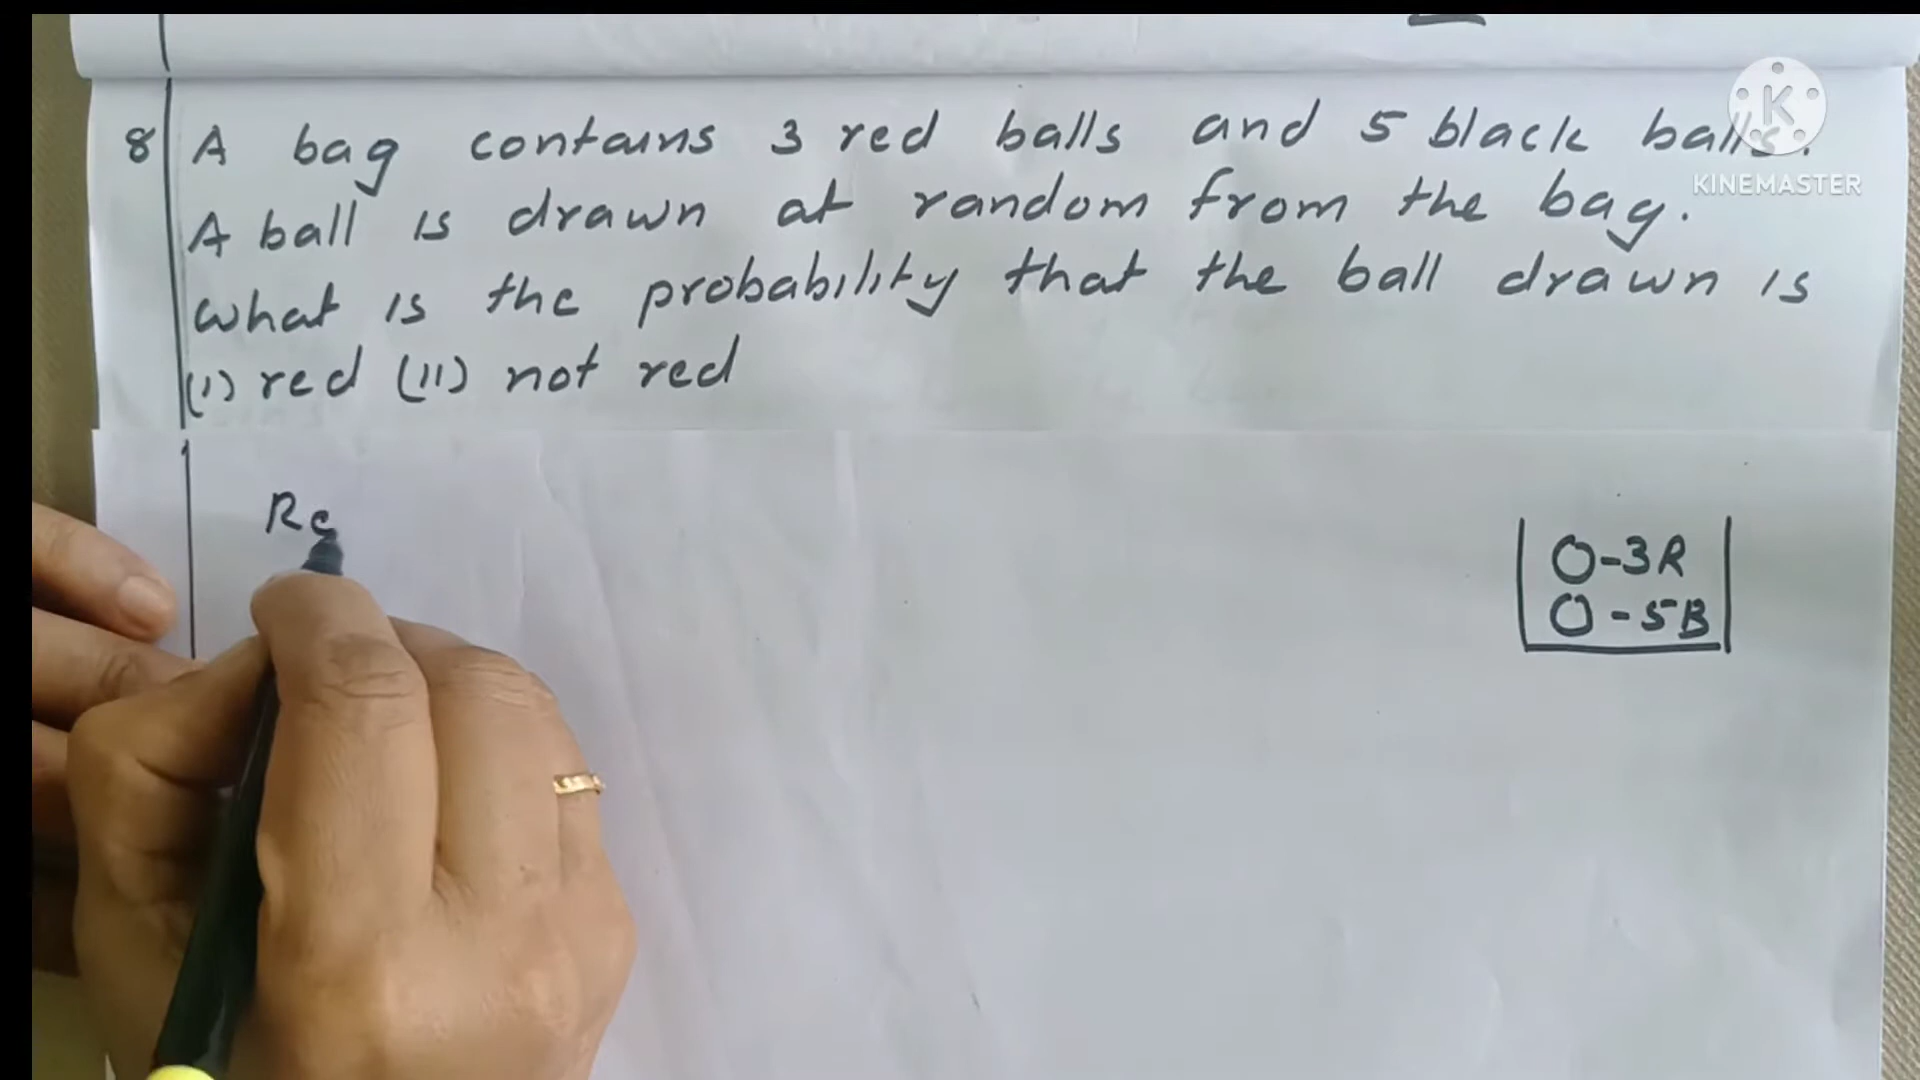 8 A bag contains 3 red balls and 5 black balls.
A ball is drawn at random from the bag.
What is the probability that the ball drawn is
(i) red (ii) not red
Re
O-3R
O-5B
K
KINEMASTER